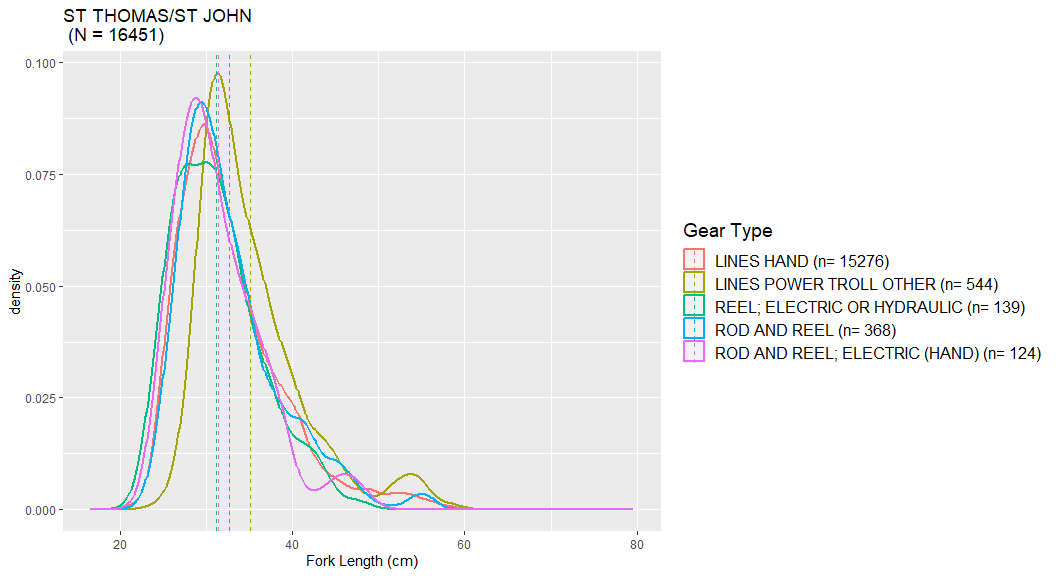 ST THOMAS/ST JOHN
(N = 16451)
0.100
0.075
0.050
0.025
0.000
density
20
40
60
80
Fork Length (cm)
Gear Type
LINES HAND (n= 15276)
LINES POWER TROLL OTHER (n= 544)
REEL; ELECTRIC OR HYDRAULIC (n= 139)
ROD AND REEL (n= 368)
ROD AND REEL; ELECTRIC (HAND) (n= 124)